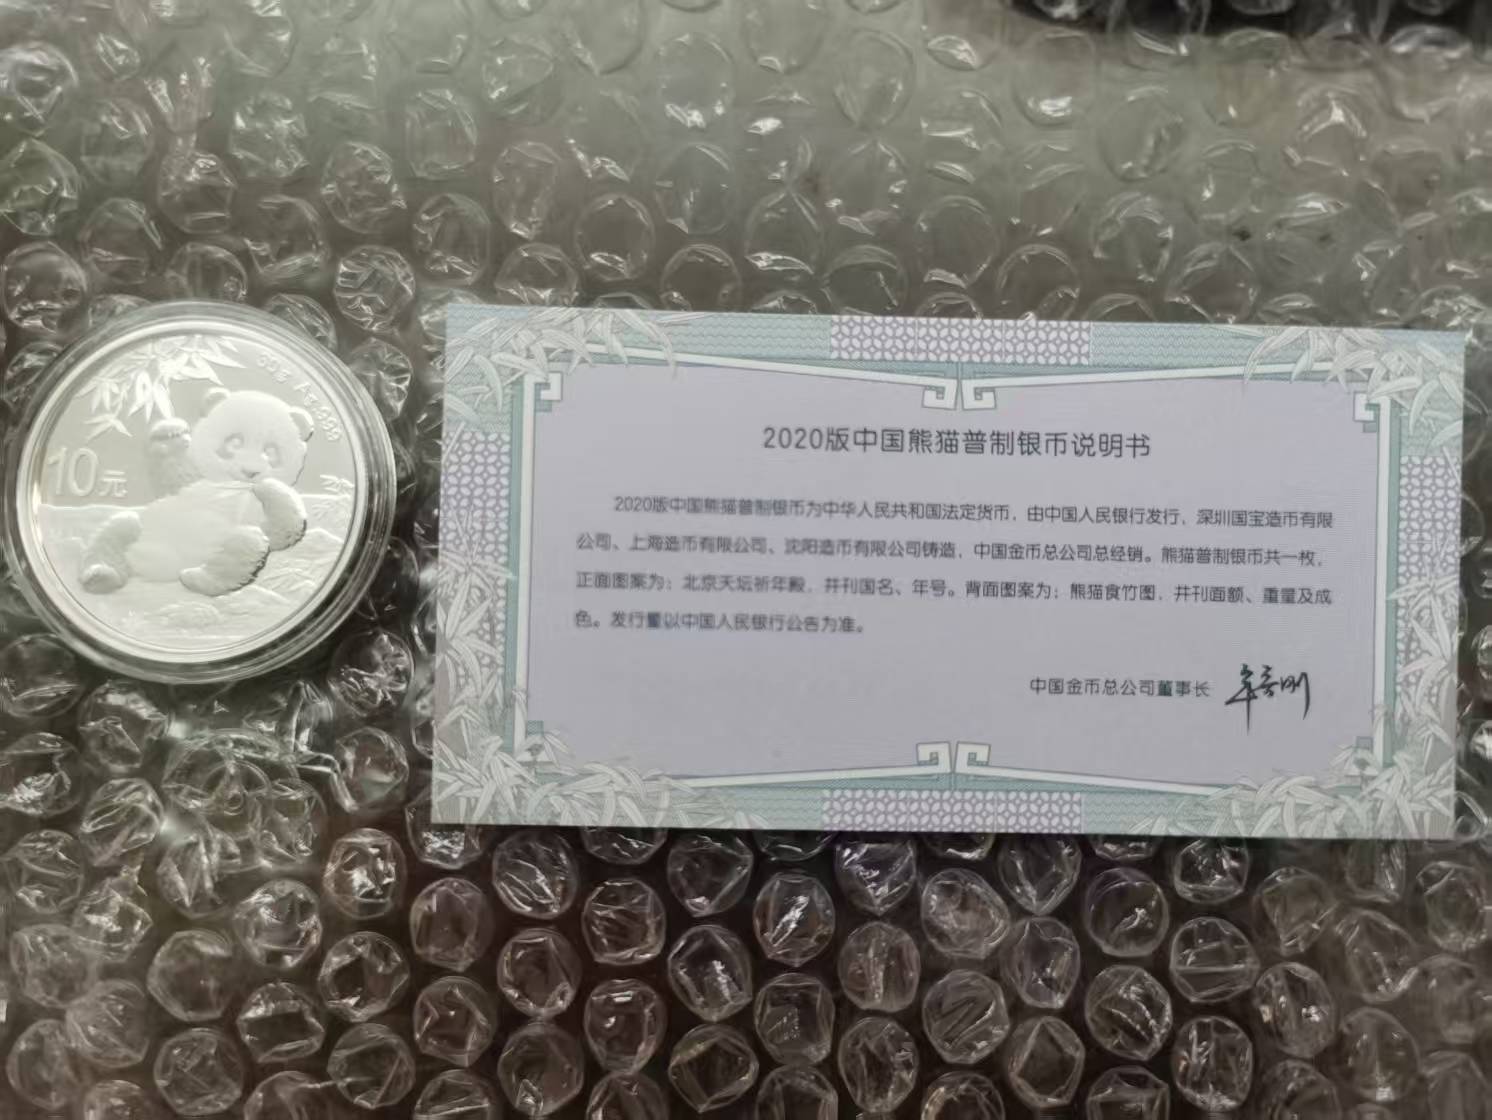 30g Ag.999
10元
2020版中国熊猫普制银币说明书
2020版中国熊猫普制银币为中华人民共和国法定货币，由中国人民银行发行，深圳国宝造币有限
公司、上海造币有限公司、沈阳造币有限公司铸造，中国金币总公司总经销。熊猫普制银币共一枚，
正面图案为：北京天坛祈年殿，并刊国名、年号。背面图案为：熊猫食竹图，并刊面额、重量及成
色。发行量以中国人民银行公告为准。
中国金币总公司董事长